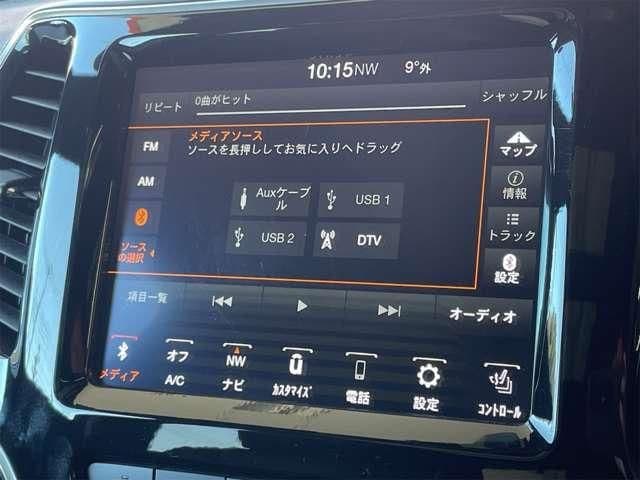 10:15NW 9°外
リピート 0曲がヒット シャッフル
メディアソース
ソースを長押ししてお気に入りへドラッグ
FM
AM
ソース
の選択
Auxケーブ
ル
USB 1
USB 2
DTV
マップ
情報
トラック
設定
項目一覧
オーディオ
メディア
オフ
A/C
NW
ナビ
u
カスタマイズ
電話
設定
コントロール